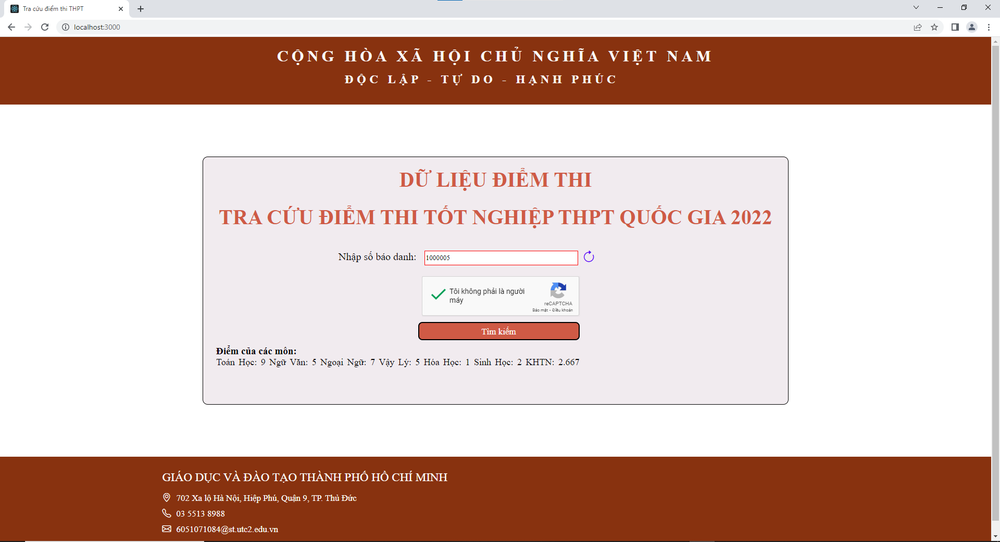 Tra cứu điểm thi THPT
localhost:3000
CỘNG HÒA XÃ HỘI CHỦ NGHĨA VIỆT NAM
ĐỘC LẬP - TỰ DO - HẠNH PHÚC
DỮ LIỆU ĐIỂM THI
TRA CỨU ĐIỂM THI TỐT NGHIỆP THPT QUỐC GIA 2022
Nhập số báo danh: 1000005
Tôi không phải là người
máy
reCAPTCHA
Bảo mật - Điều khoản
Tìm kiếm
Điểm của các môn:
Toán Học: 9 Ngữ Văn: 5 Ngoại Ngữ: 7 Vậy Lý: 5 Hóa Học: 1 Sinh Học: 2 KHTN: 2.667
GIÁO DỤC VÀ ĐÀO TẠO THÀNH PHỐ HỒ CHÍ MINH
702 Xa lộ Hà Nội, Hiệp Phú, Quận 9, TP. Thủ Đức
03 5513 8988
6051071084@st.utc2.edu.vn